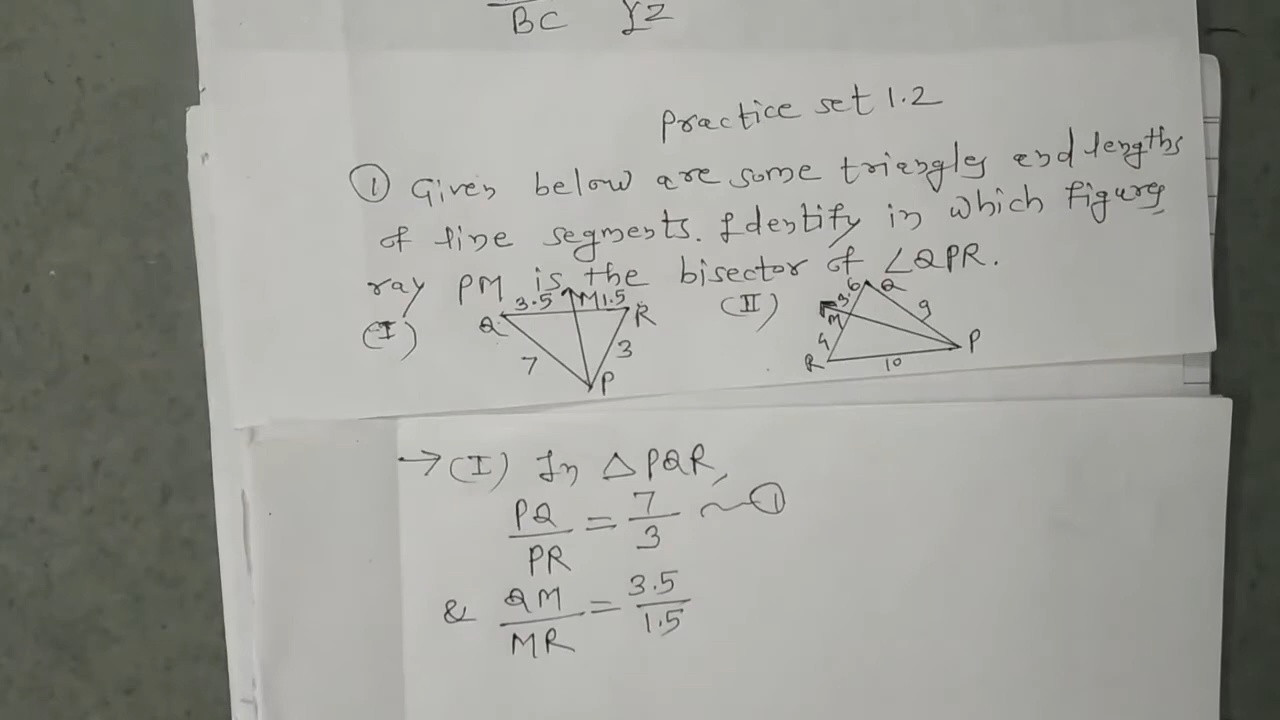 BC YZ
Practice set 1.2
① Given below are some triangles and lengths
of line segments. Identify in which figures
ray PM is the bisector of ∠QPR.
(I) Q 3.5 M 1.5 R 7 3 P
(II) 6 Q 3. M 9 4 R 10 P
→ (I) In △PQR,
PQ/PR = 7/3 ~ ①
& QM/MR = 3.5/1.5